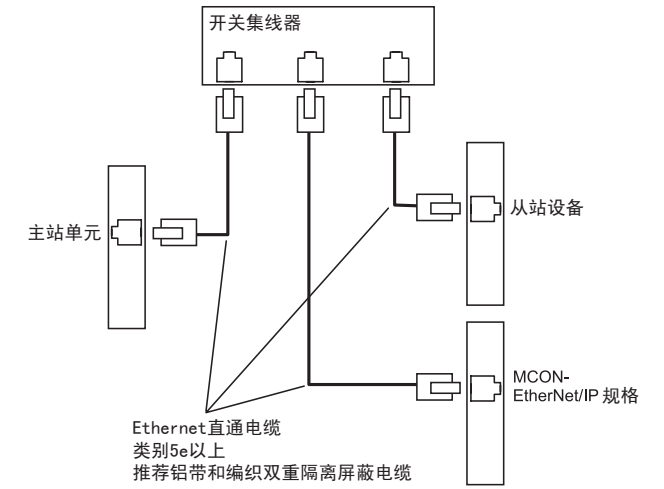 开关集线器
主站单元
从站设备
MCON-
EtherNet/IP 规格
Ethernet直通电缆
类别5e以上
推荐铝带和编织双重隔离屏蔽电缆